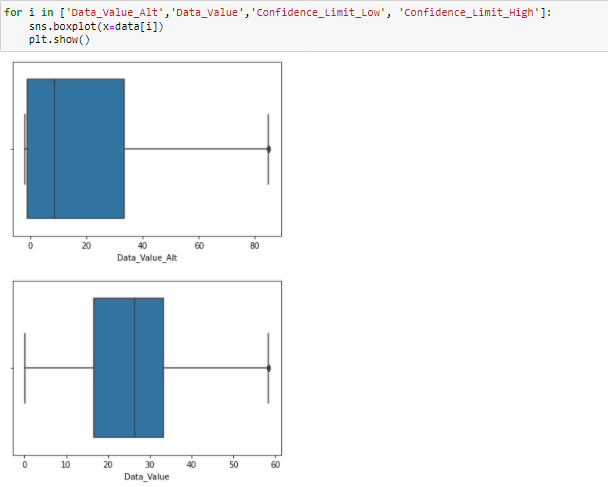 for i in ['Data_Value_Alt','Data_Value','Confidence_Limit_Low', 'Confidence_Limit_High']:
    sns.boxplot(x=data[i])
    plt.show()
0 20 40 60 80
Data_Value_Alt
0 10 20 30 40 50 60
Data_Value